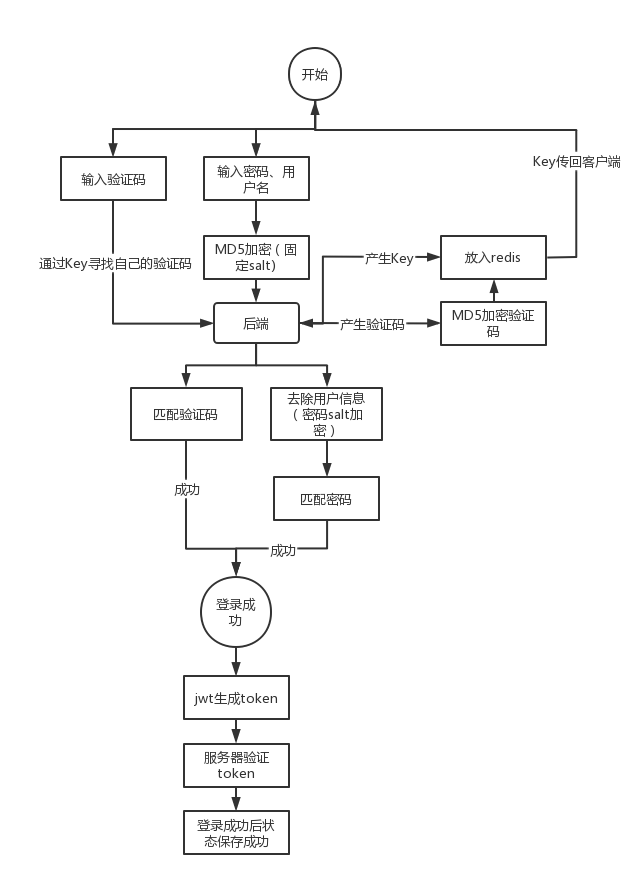 开始
Key传回客户端
输入验证码
输入密码、用
户名
通过Key寻找自己的验证码
MD5加密（固
定salt)
产生Key
放入redis
后端
产生验证码
MD5加密验证
码
匹配验证码
去除用户信息
（密码salt加
密）
成功
匹配密码
成功
登录成
功
jwt生成token
服务器验证
token
登录成功后状
态保存成功